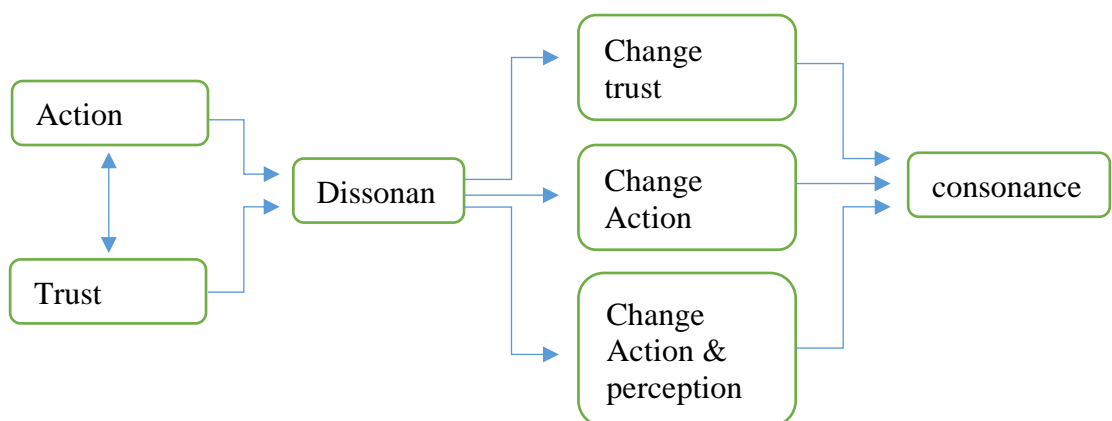 Action
Trust
Dissonan
Change
trust
Change
Action
Change
Action &
perception
consonance